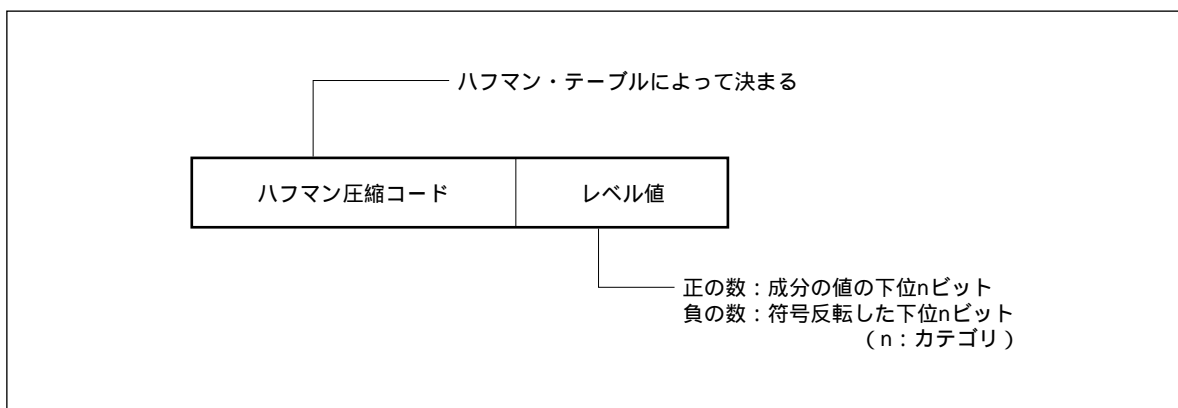 ハフマン・テーブルによって決まる
ハフマン圧縮コード
レベル値
正の数：成分の値の下位nビット
負の数：符号反転した下位nビット
（n：カテゴリ）